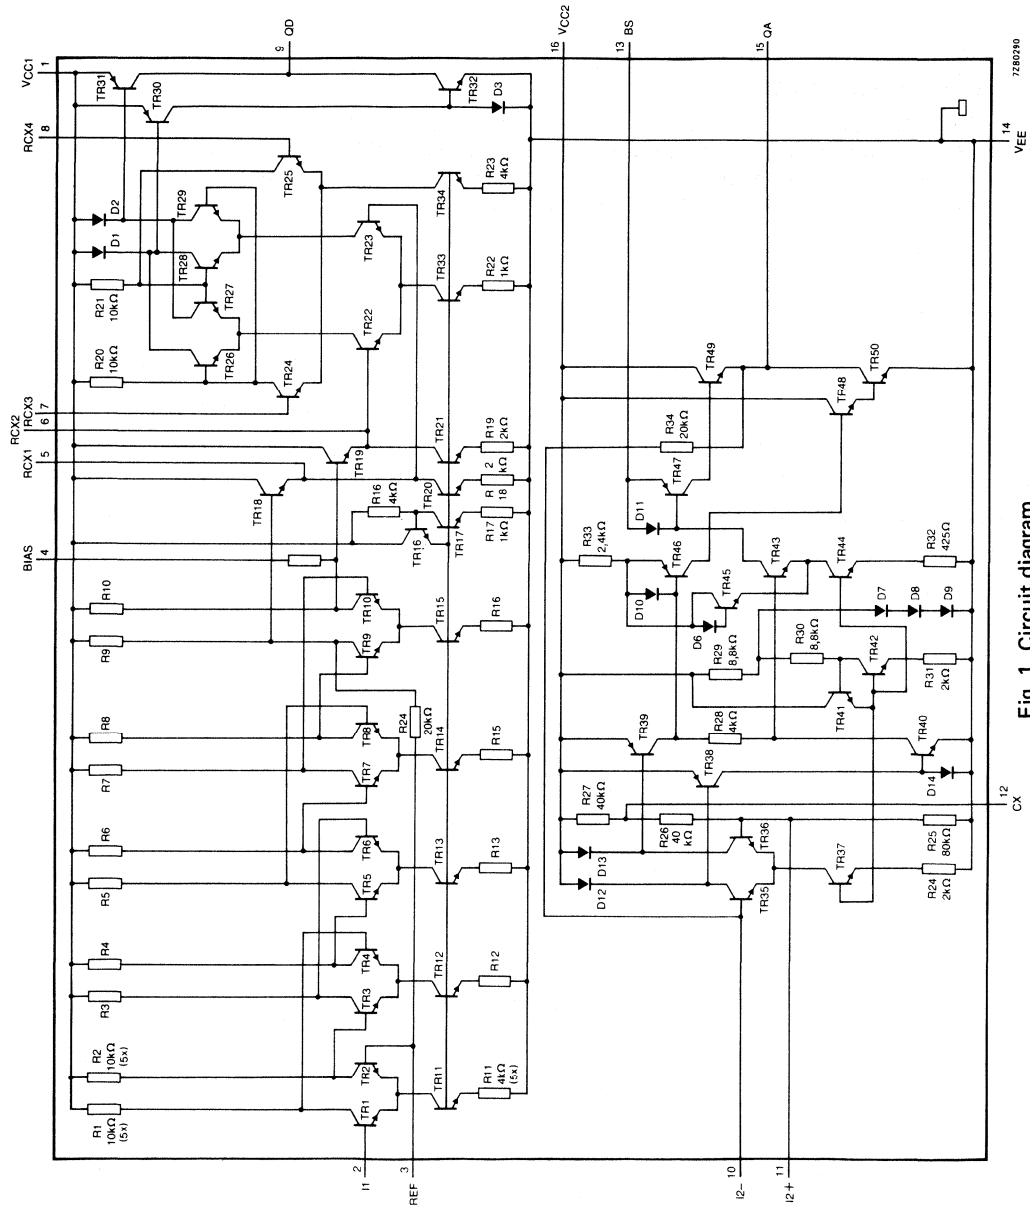 VCC1 1
RCX4 8
RCX3 7
RCX2 6
RCX1 5
BIAS 4
9 QD
16 VCC2
13 BS
15 QA
7Z80290
TR31
TR30
TR32
D3
D2
D1
TR29
TR28
TR27
TR26
TR25
TR24
TR23
TR22
R21
10kΩ
R20
10kΩ
TR34
R23
4kΩ
TR33
R22
1kΩ
TR21
R19
2kΩ
TR20
R 2
18 kΩ
TR19
TR18
R16
4kΩ
TR16
TR17
R17
1kΩ
R10
R9
TR10
TR9
TR15
R16
R8
R7
TR8
TR7
R24
20kΩ
TR14
R15
R6
R5
TR6
TR5
TR13
R13
R4
R3
TR4
TR3
TR12
R12
R2
10kΩ
(5x)
R1
10kΩ
(5x)
TR2
TR1
TR11
R11
4kΩ
(5x)
I1 2
REF 3
14
VEE
TR49
TR50
TR48
R34
20kΩ
TR47
D11
R33
2,4kΩ
TR46
TR43
TR44
R32
425Ω
D10
TR45
D6
D7
D8
D9
R29
8,8kΩ
R30
8,8kΩ
TR42
TR41
R31
2kΩ
TR39
R28
4kΩ
TR40
TR38
D14
R27
40kΩ
R26
40
kΩ
TR36
R25
80kΩ
D13
D12
TR35
TR37
R24
2kΩ
12 CX
I2− 10
I2+ 11
Fig. 1 Circuit diagram